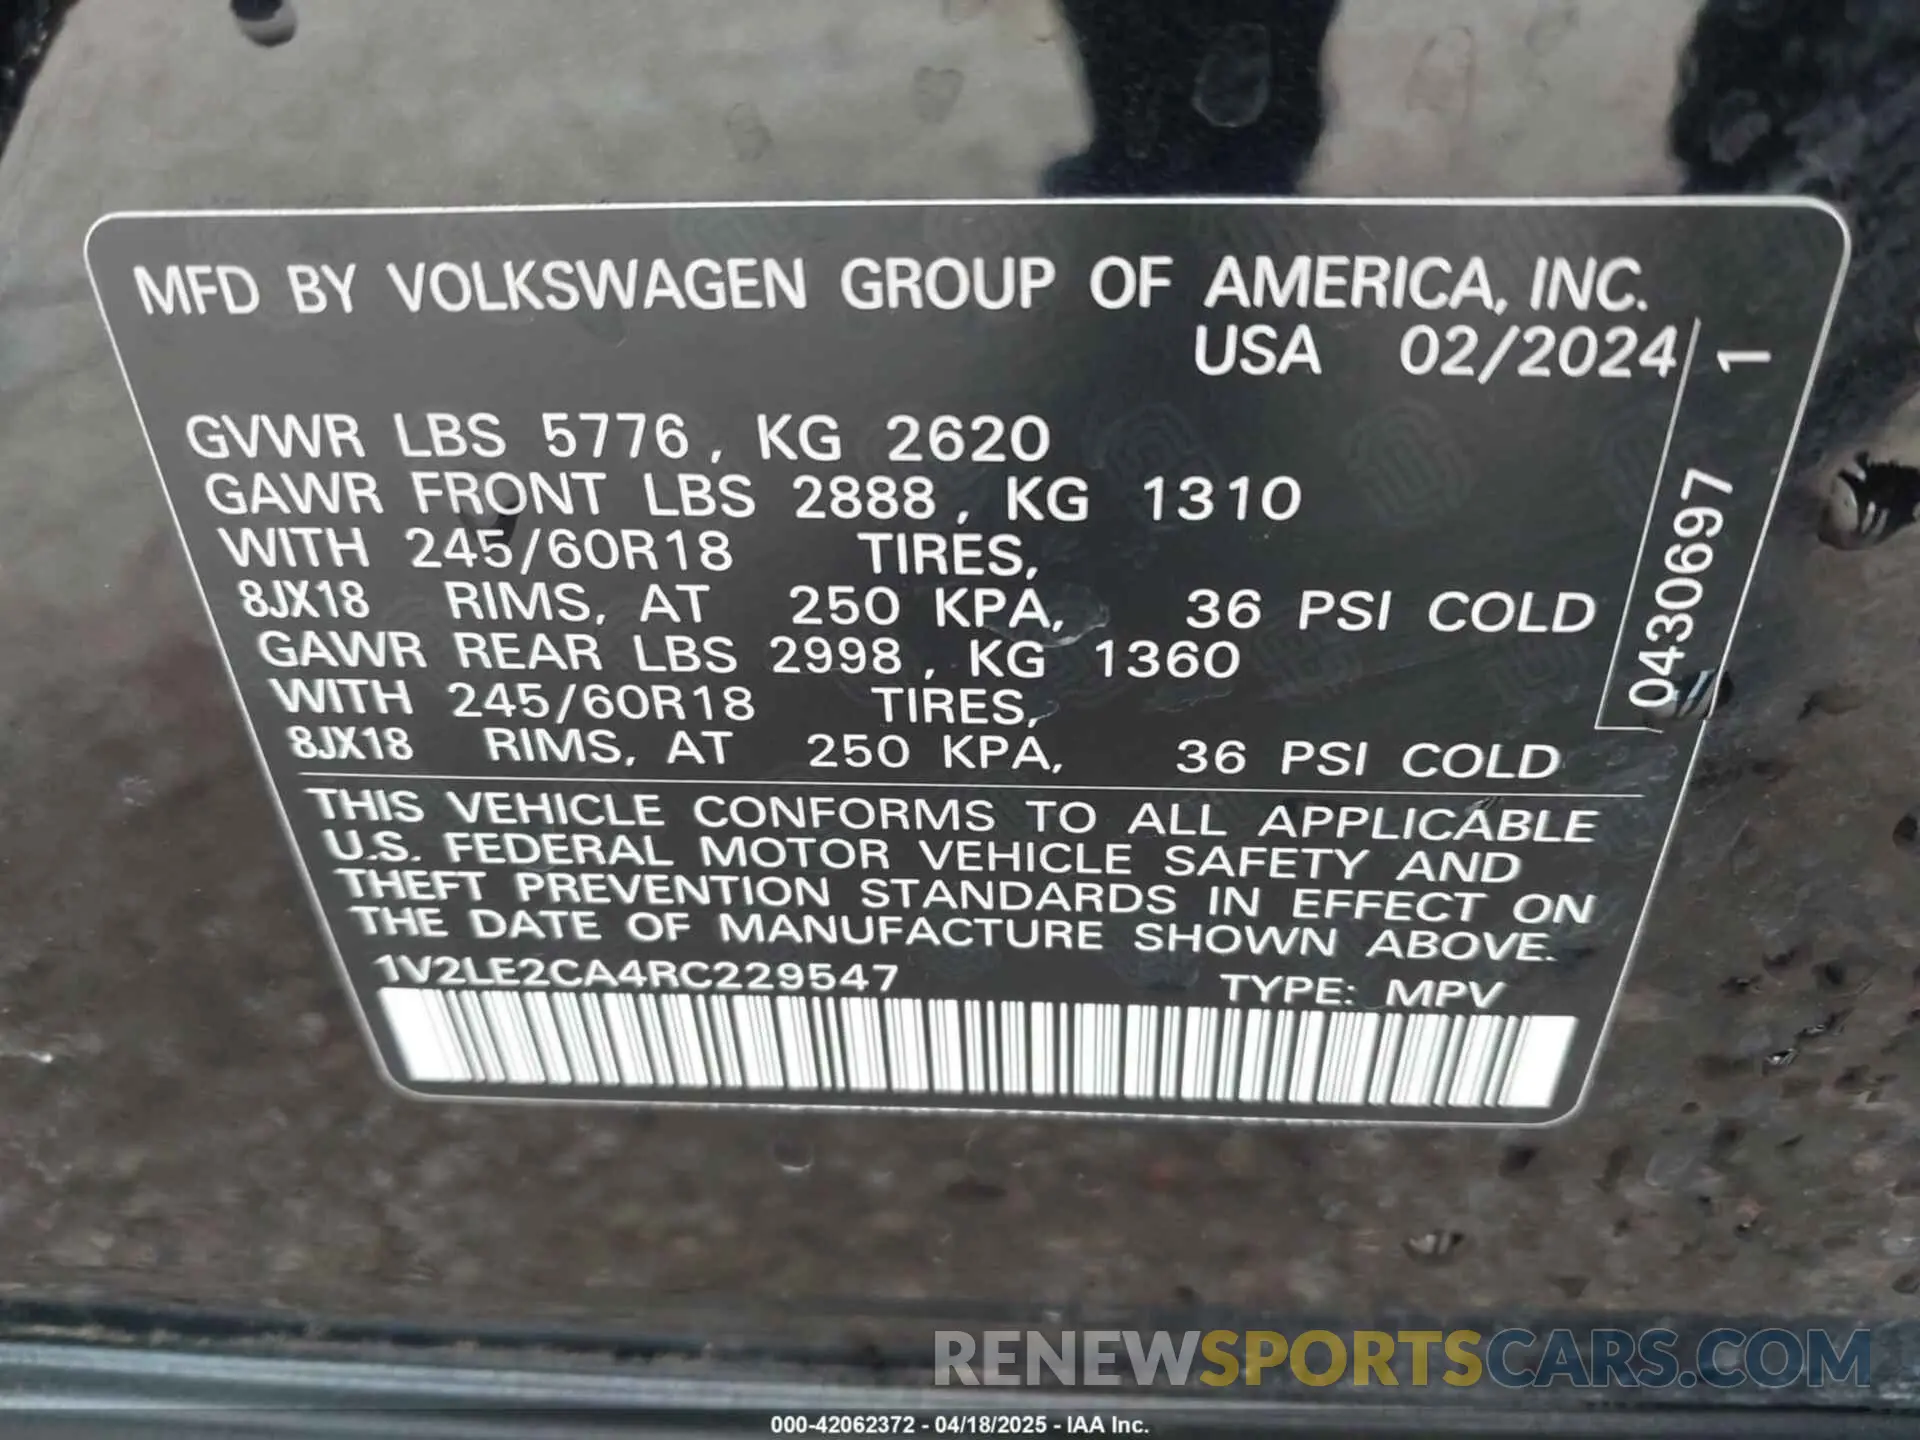 MFD BY VOLKSWAGEN GROUP OF AMERICA, INC.
USA 02/2024
GVWR LBS 5776, KG 2620
GAWR FRONT LBS 2888, KG 1310
WITH 245/60R18 TIRES,
8JX18 RIMS, AT 250 KPA, 36 PSI COLD
GAWR REAR LBS 2998, KG 1360
WITH 245/60R18 TIRES,
8JX18 RIMS, AT 250 KPA, 36 PSI COLD
0430697 1
THIS VEHICLE CONFORMS TO ALL APPLICABLE
U.S. FEDERAL MOTOR VEHICLE SAFETY AND
THEFT PREVENTION STANDARDS IN EFFECT ON
THE DATE OF MANUFACTURE SHOWN ABOVE.
1V2LE2CA4RC229547 TYPE: MPV
RENEWSPORTSCARS.COM
000-42062372 - 04/18/2025 - IAA Inc.